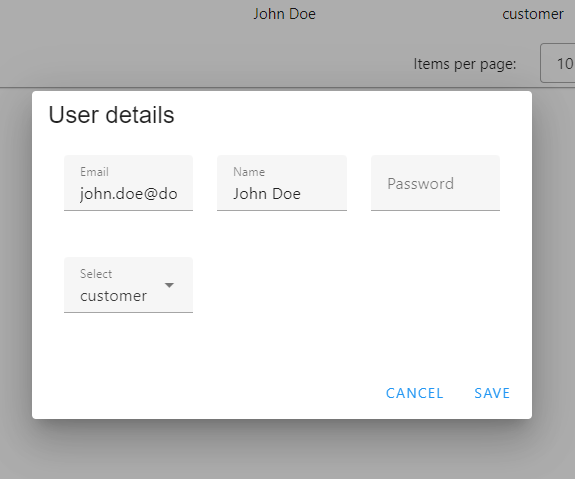 John Doe customer
Items per page: 10
User details
Email Name
john.doe@do John Doe Password
Select
customer
CANCEL SAVE